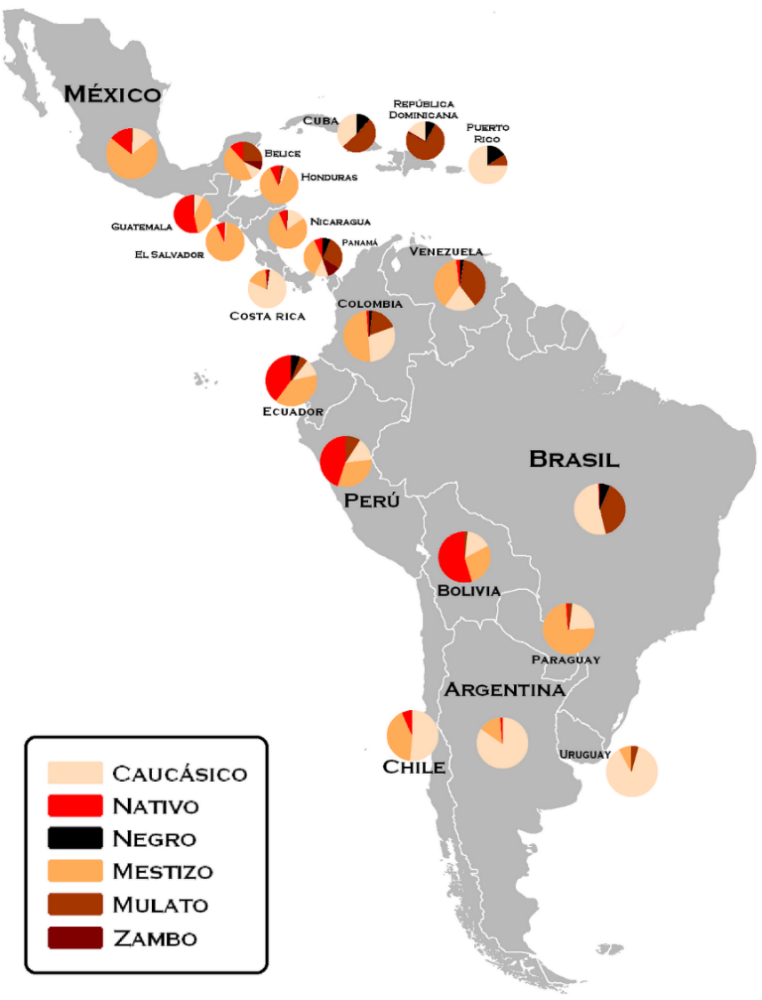 MÉXICO
CUBA
REPÚBLICA
DOMINICANA
PUERTO
RICO
BELICE
HONDURAS
GUATEMALA
NICARAGUA
EL SALVADOR
PANAMÁ
VENEZUELA
COSTA RICA
COLOMBIA
ECUADOR
BRASIL
PERÚ
BOLIVIA
PARAGUAY
ARGENTINA
URUGUAY
CHILE
CAUCÁSICO
NATIVO
NEGRO
MESTIZO
MULATO
ZAMBO